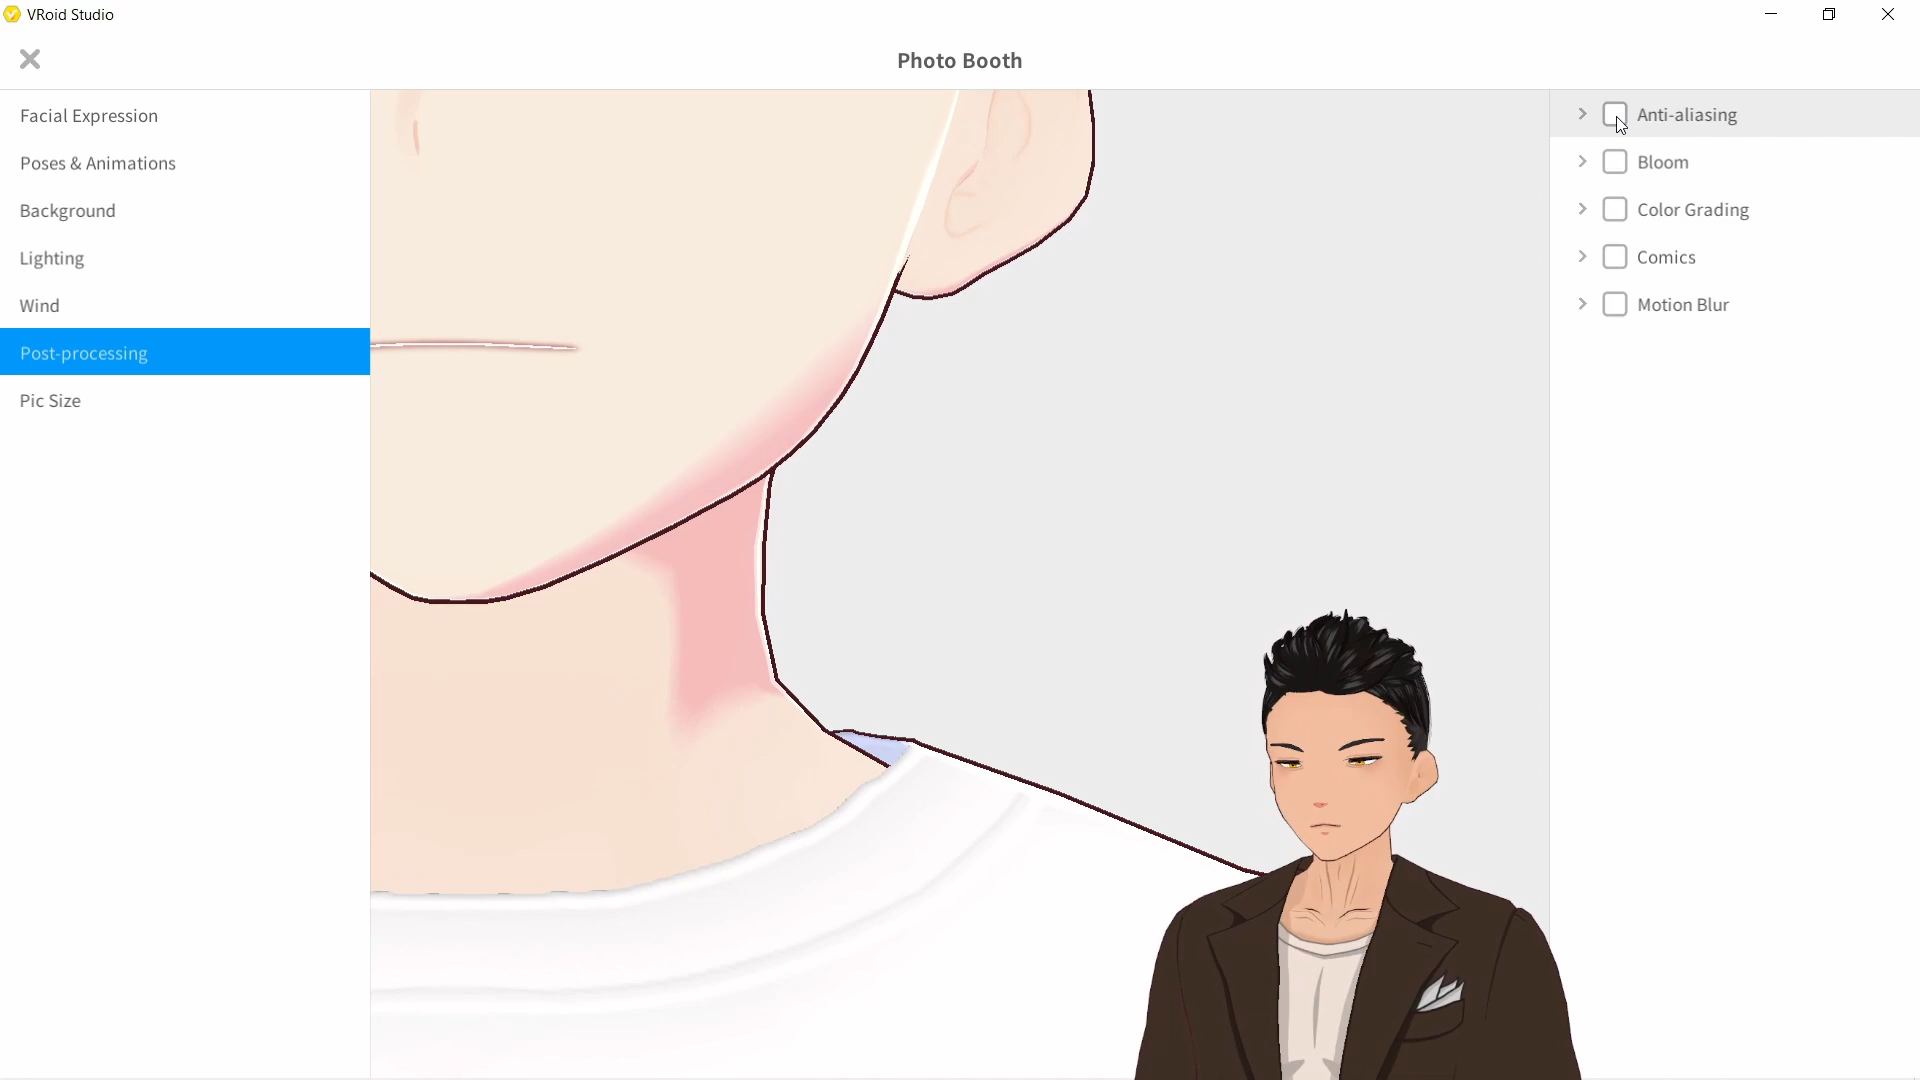 VRoid Studio
Photo Booth
Facial Expression
Poses & Animations
Background
Lighting
Wind
Post-processing
Pic Size
Anti-aliasing
Bloom
Color Grading
Comics
Motion Blur